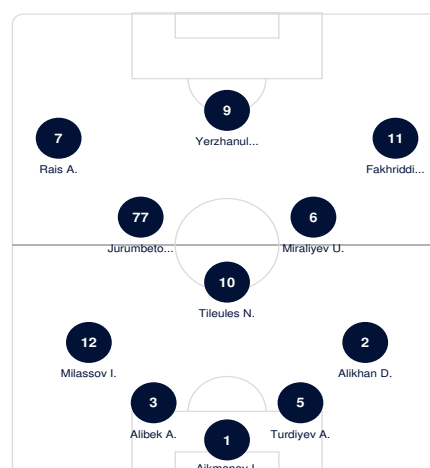 9
Yerzhanul...
7
Rais A.
11
Fakhriddi...
77
Jurumbeto...
6
Miraliyev U.
10
Tileules N.
12
Milassov I.
2
Alikhan D.
3
Alibek A.
5
Turdiyev A.
1